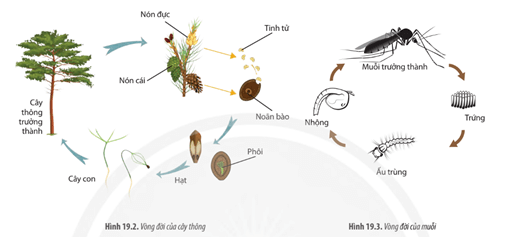 Nón đực
Tinh tử
Nón cái
Cây
thông
trưởng
thành
Noãn bào
Phôi
Cây con
Hạt
Hình 19.2. Vòng đời của cây thông
Muỗi trưởng thành
Trứng
Nhộng
Ấu trùng
Hình 19.3. Vòng đời của muỗi